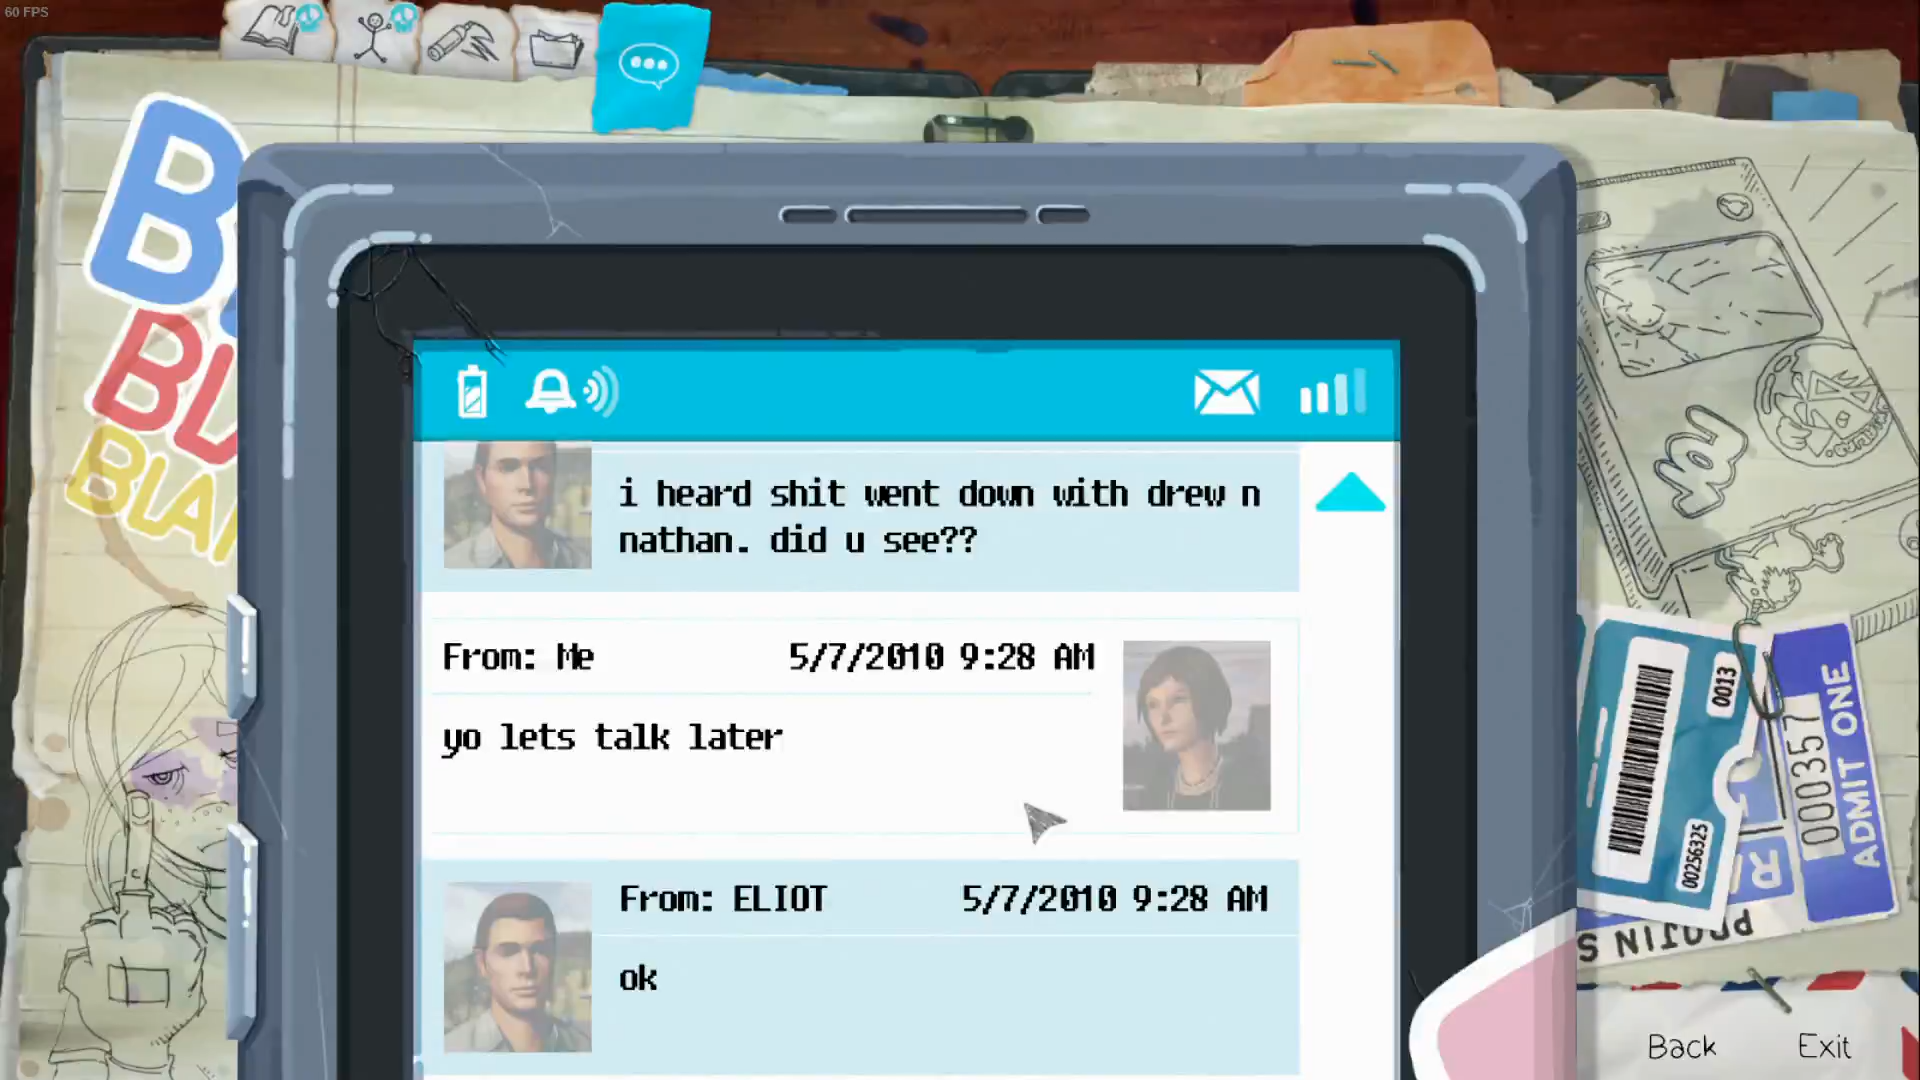 60 FPS
i heard shit went down with drew n
nathan. did u see??
From: Me 5/7/2010 9:28 AM
yo lets talk later
From: ELIOT 5/7/2010 9:28 AM
ok
0013
00256325
000357
ADMIT ONE
Back Exit